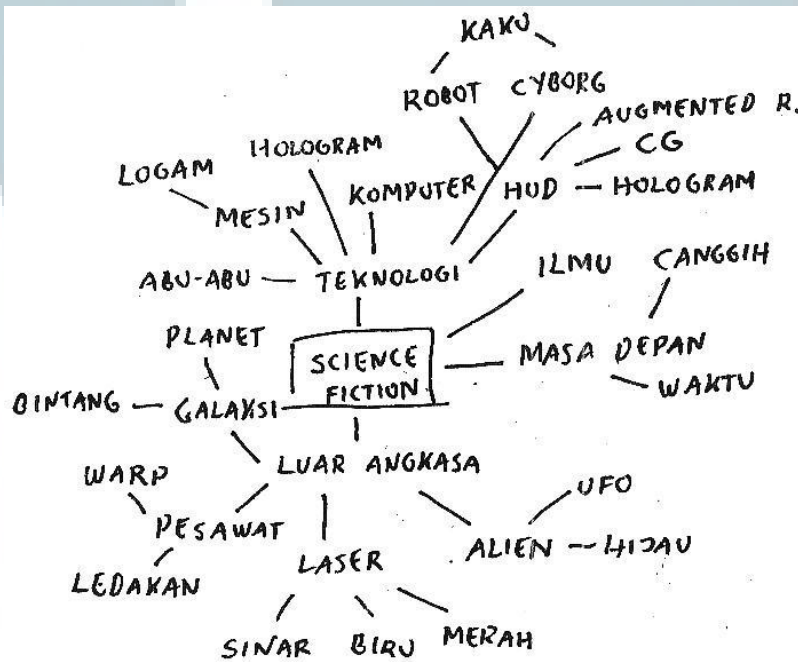 KAKU
ROBOT CYBORG
AUGMENTED R.
CG
HOLOGRAM
LOGAM
KOMPUTER
HUD — HOLOGRAM
MESIN
ABU-ABU — TEKNOLOGI
ILMU
CANGGIH
PLANET
SCIENCE
FICTION
MASA DEPAN
WAKTU
BINTANG — GALAKSI
LUAR ANGKASA
WARP
UFO
PESAWAT
ALIEN — HIJAU
LASER
LEDAKAN
SINAR BIRU MERAH